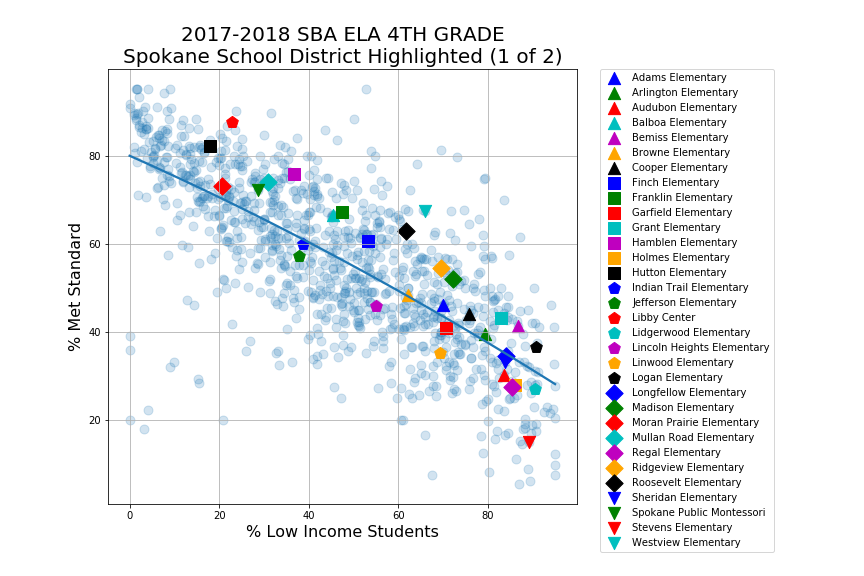 2017-2018 SBA ELA 4TH GRADE
Spokane School District Highlighted (1 of 2)
% Met Standard
80
60
40
20
0
20
40
60
80
% Low Income Students
Adams Elementary
Arlington Elementary
Audubon Elementary
Balboa Elementary
Bemiss Elementary
Browne Elementary
Cooper Elementary
Finch Elementary
Franklin Elementary
Garfield Elementary
Grant Elementary
Hamblen Elementary
Holmes Elementary
Hutton Elementary
Indian Trail Elementary
Jefferson Elementary
Libby Center
Lidgerwood Elementary
Lincoln Heights Elementary
Linwood Elementary
Logan Elementary
Longfellow Elementary
Madison Elementary
Moran Prairie Elementary
Mullan Road Elementary
Regal Elementary
Ridgeview Elementary
Roosevelt Elementary
Sheridan Elementary
Spokane Public Montessori
Stevens Elementary
Westview Elementary